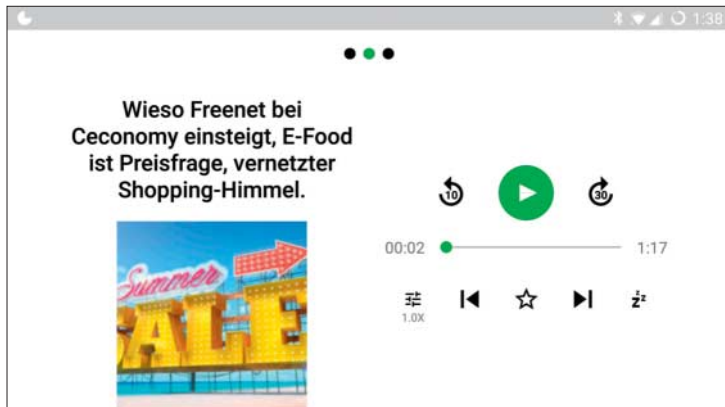 1:38
Wieso Freenet bei
Ceconomy einsteigt, E-Food
ist Preisfrage, vernetzter
Shopping-Himmel.
10
30
00:02
1:17
1.0X
zzz
Summer
SALE